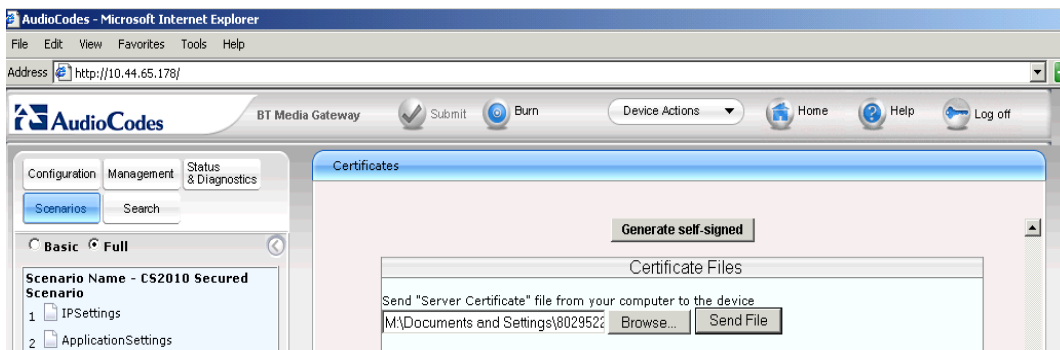 AudioCodes - Microsoft Internet Explorer
File Edit View Favorites Tools Help
Address http://10.44.65.178/
AudioCodes BT Media Gateway Submit Burn Device Actions Home Help Log off
Configuration Management Status & Diagnostics
Scenarios Search
Basic Full
Scenario Name - CS2010 Secured
Scenario
1 IPSettings
2 ApplicationSettings
Certificates
Generate self-signed
Certificate Files
Send "Server Certificate" file from your computer to the device
M:\Documents and Settings\8029522 Browse... Send File